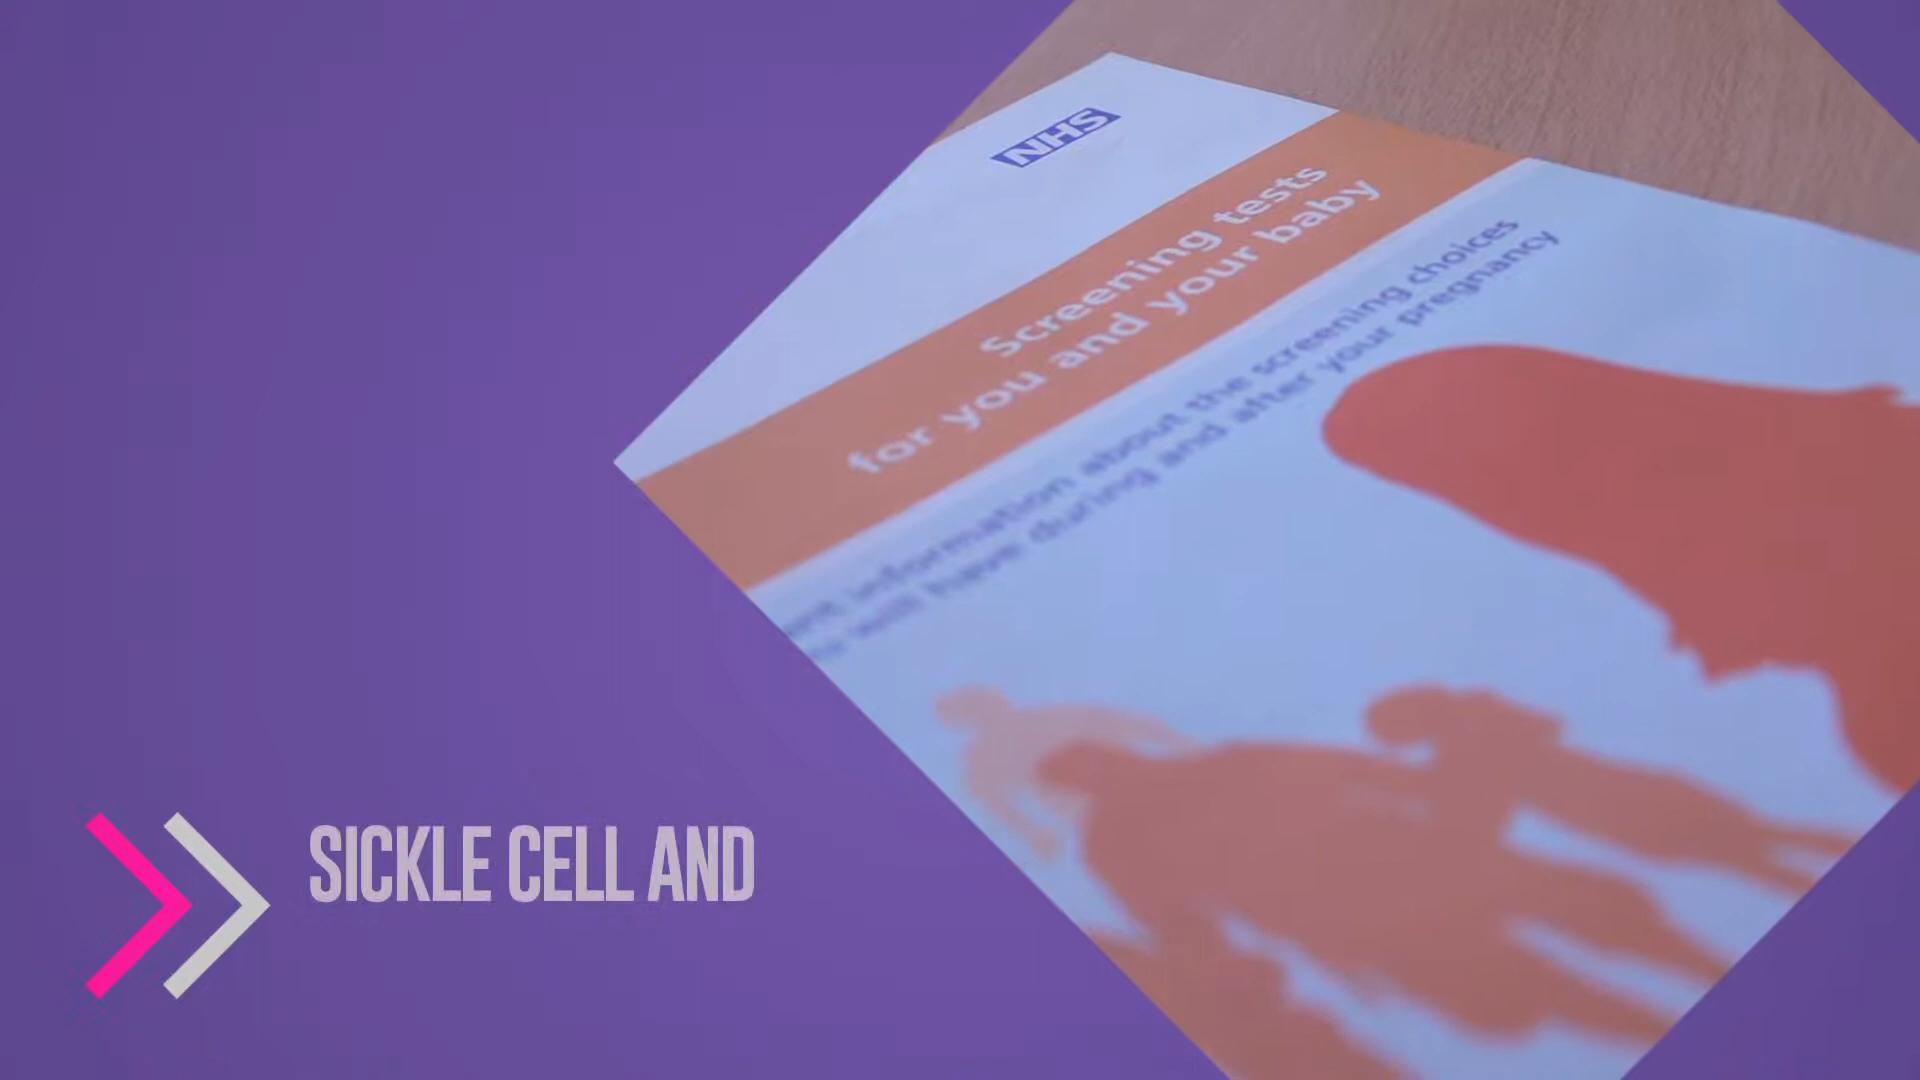 NHS
Screening tests
for you and your baby
information about the screening choices
will have during and after your pregnancy
SICKLE CELL AND